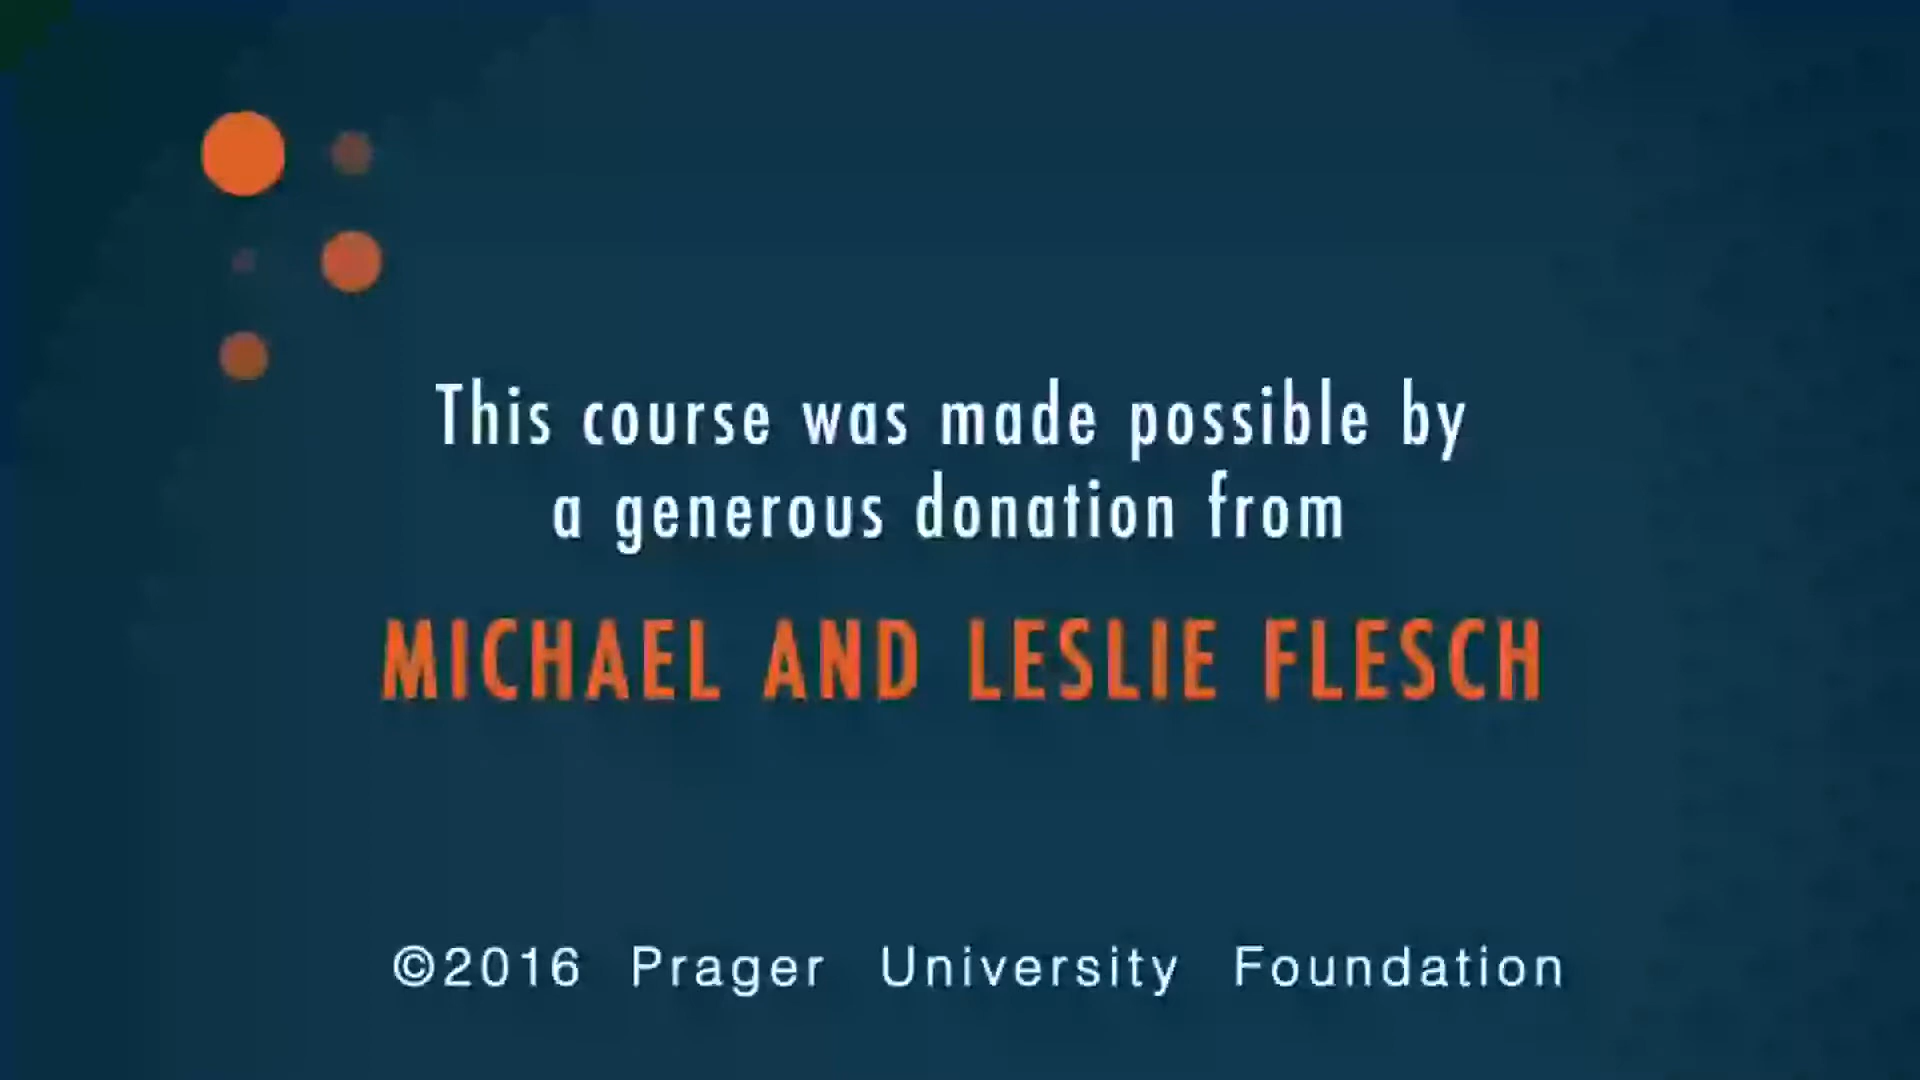 This course was made possible by
a generous donation from
MICHAEL AND LESLIE FLESCH
©2016 Prager University Foundation